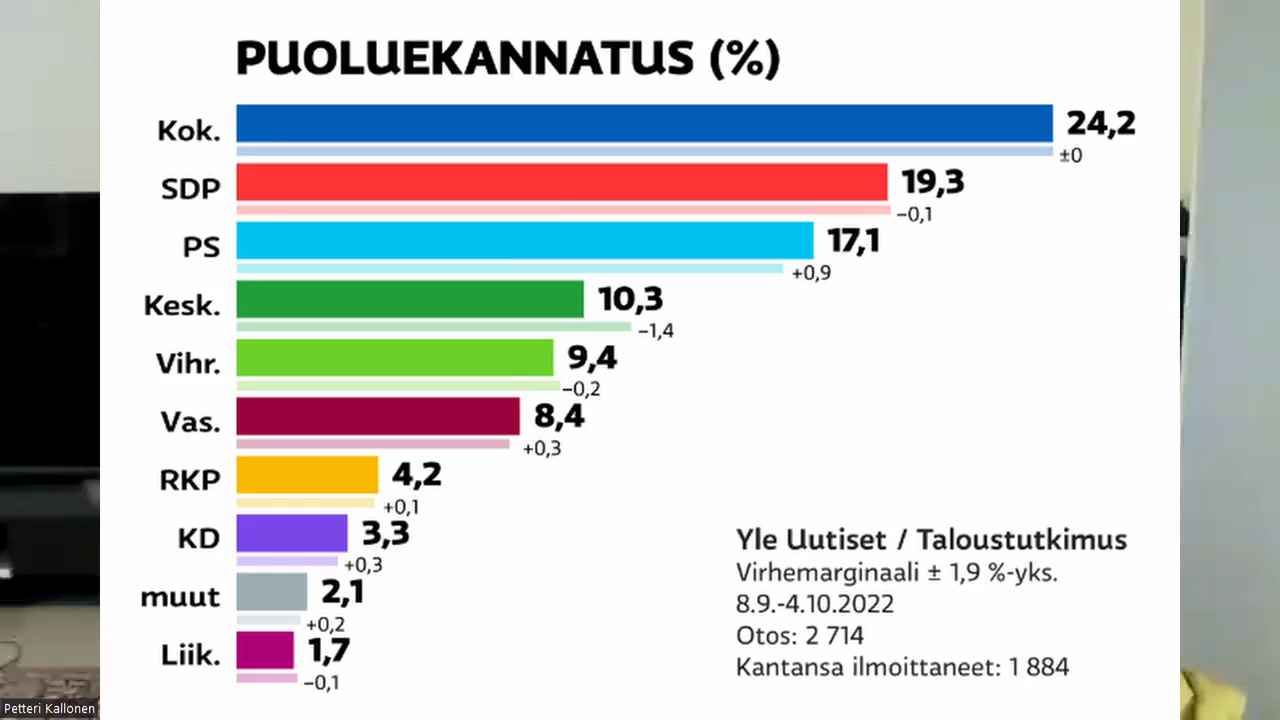 PUOLUEKANNATUS (%)
Kok. 24,2
±0
SDP 19,3
–0,1
PS 17,1
+0,9
Kesk. 10,3
–1,4
Vihr. 9,4
–0,2
Vas. 8,4
+0,3
RKP 4,2
+0,1
KD 3,3
+0,3
muut 2,1
+0,2
Liik. 1,7
–0,1
Yle Uutiset / Taloustutkimus
Virhemarginaali ± 1,9 %-yks.
8.9.-4.10.2022
Otos: 2 714
Kantansa ilmoittaneet: 1 884
Petteri Kallonen